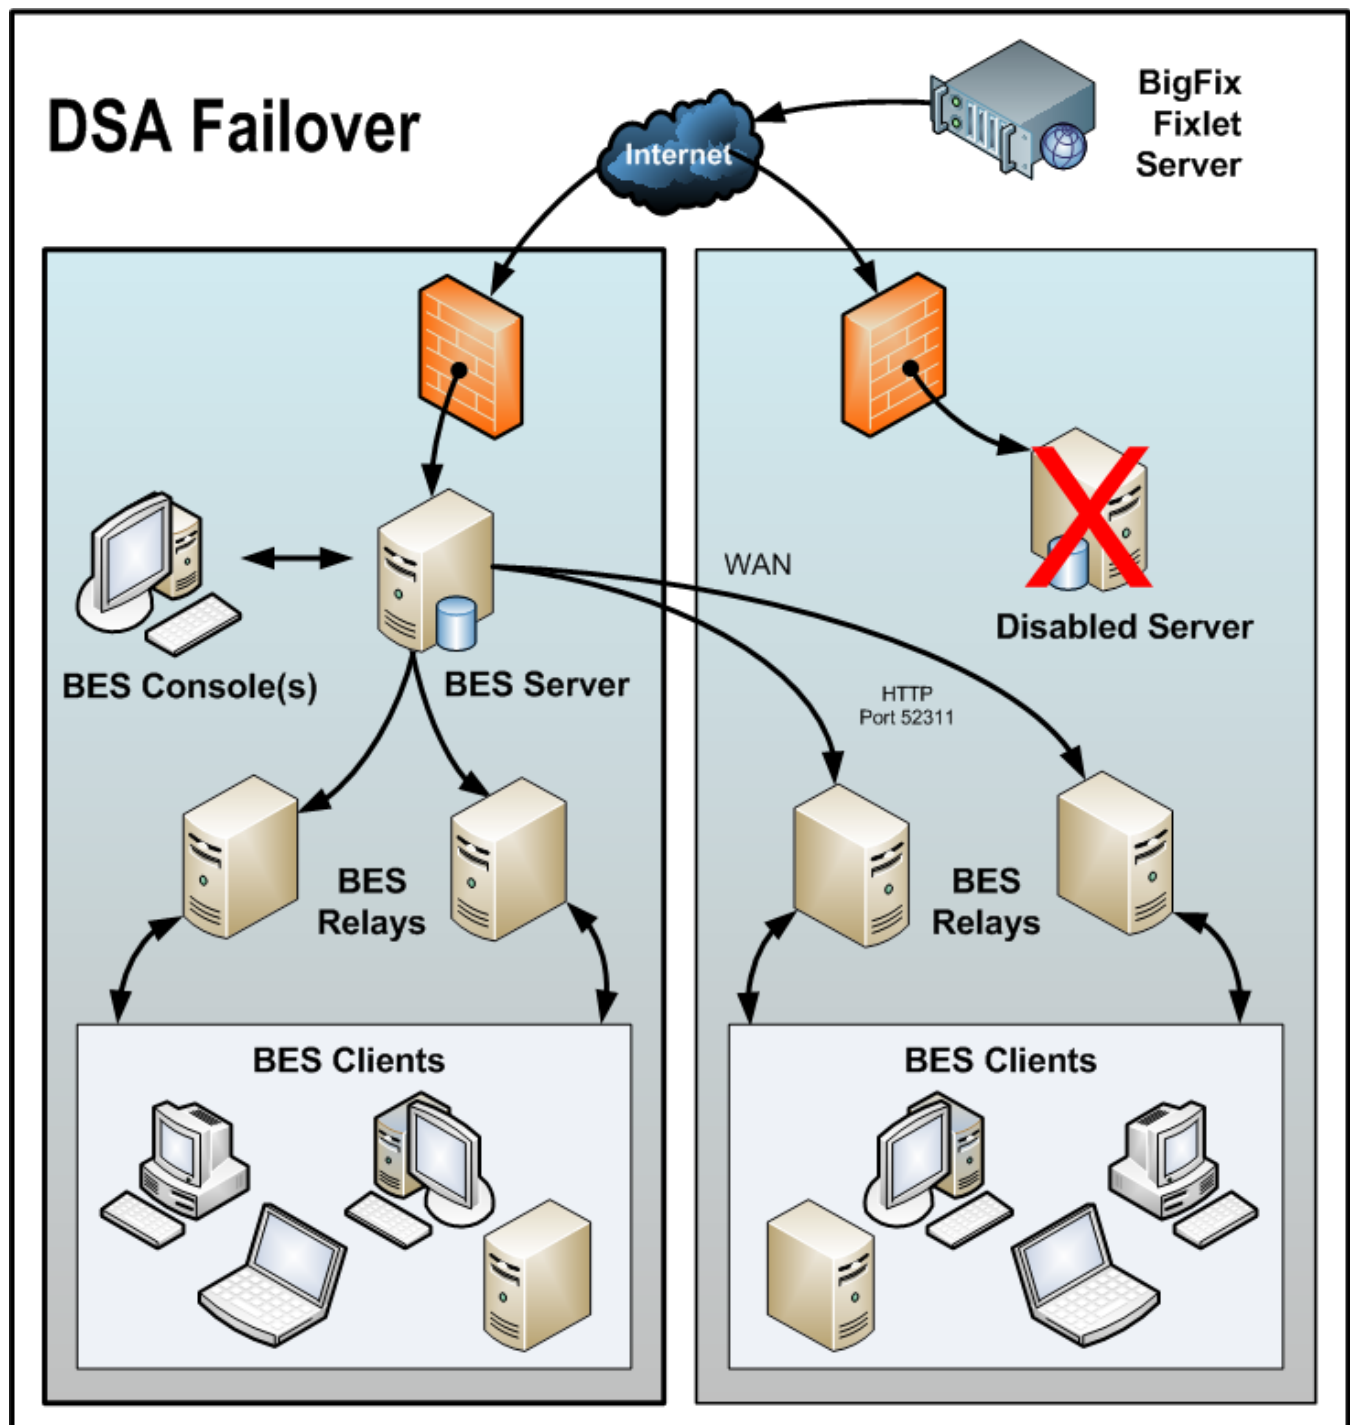 DSA Failover
Internet
BigFix
Fixlet
Server
WAN
Disabled Server
BES Console(s)
BES Server
HTTP
Port 52311
BES
Relays
BES
Relays
BES Clients
BES Clients